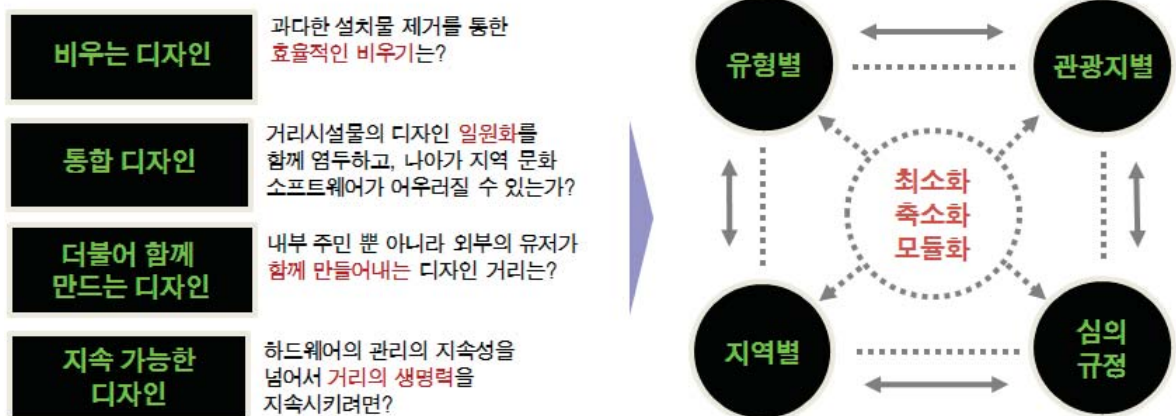 비우는 디자인
과다한 설치물 제거를 통한
효율적인 비우기는?
통합 디자인
거리시설물의 디자인 일원화를
함께 염두하고, 나아가 지역 문화
소프트웨어가 어우러질 수 있는가?
더불어 함께
만드는 디자인
내부 주민 뿐 아니라 외부의 유저가
함께 만들어내는 디자인 거리는?
지속 가능한
디자인
하드웨어의 관리의 지속성을
넘어서 거리의 생명력을
지속시키려면?
유형별
관광지별
최소화
축소화
모듈화
지역별
심의
규정